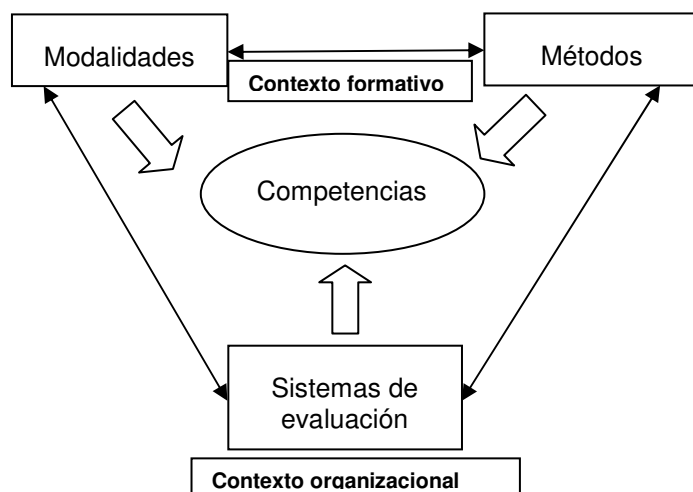 Modalidades
Métodos
Contexto formativo
Competencias
Sistemas de
evaluación
Contexto organizacional